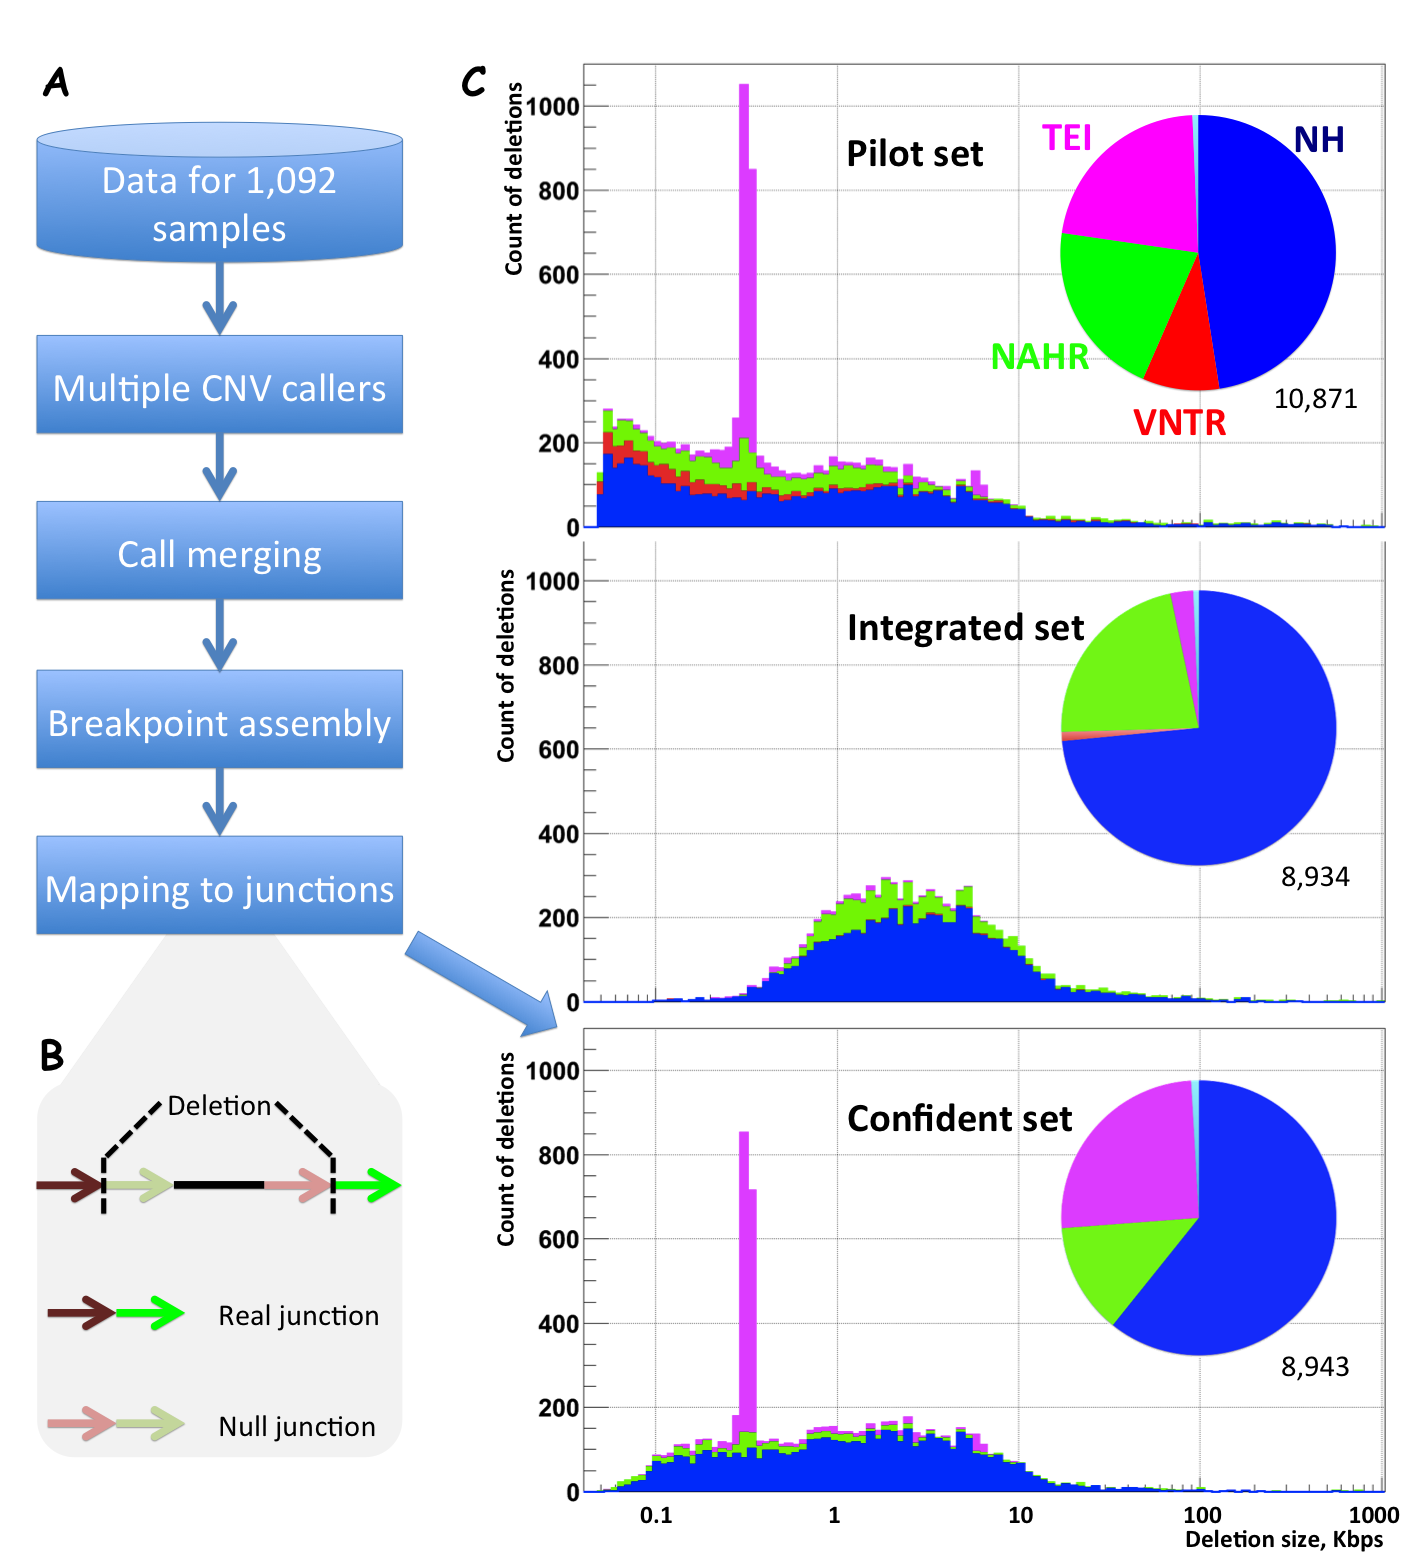 A
Data for 1,092
samples
Multiple CNV callers
Call merging
Breakpoint assembly
Mapping to junctions
B
Deletion
Real junction
Null junction
C
Count of deletions
1000
800
600
400
200
0
Pilot set
TEI
NH
NAHR
VNTR
10,871
Count of deletions
1000
800
600
400
200
0
Integrated set
8,934
Count of deletions
1000
800
600
400
200
0
Confident set
8,943
0.1
1
10
100
1000
Deletion size, Kbps